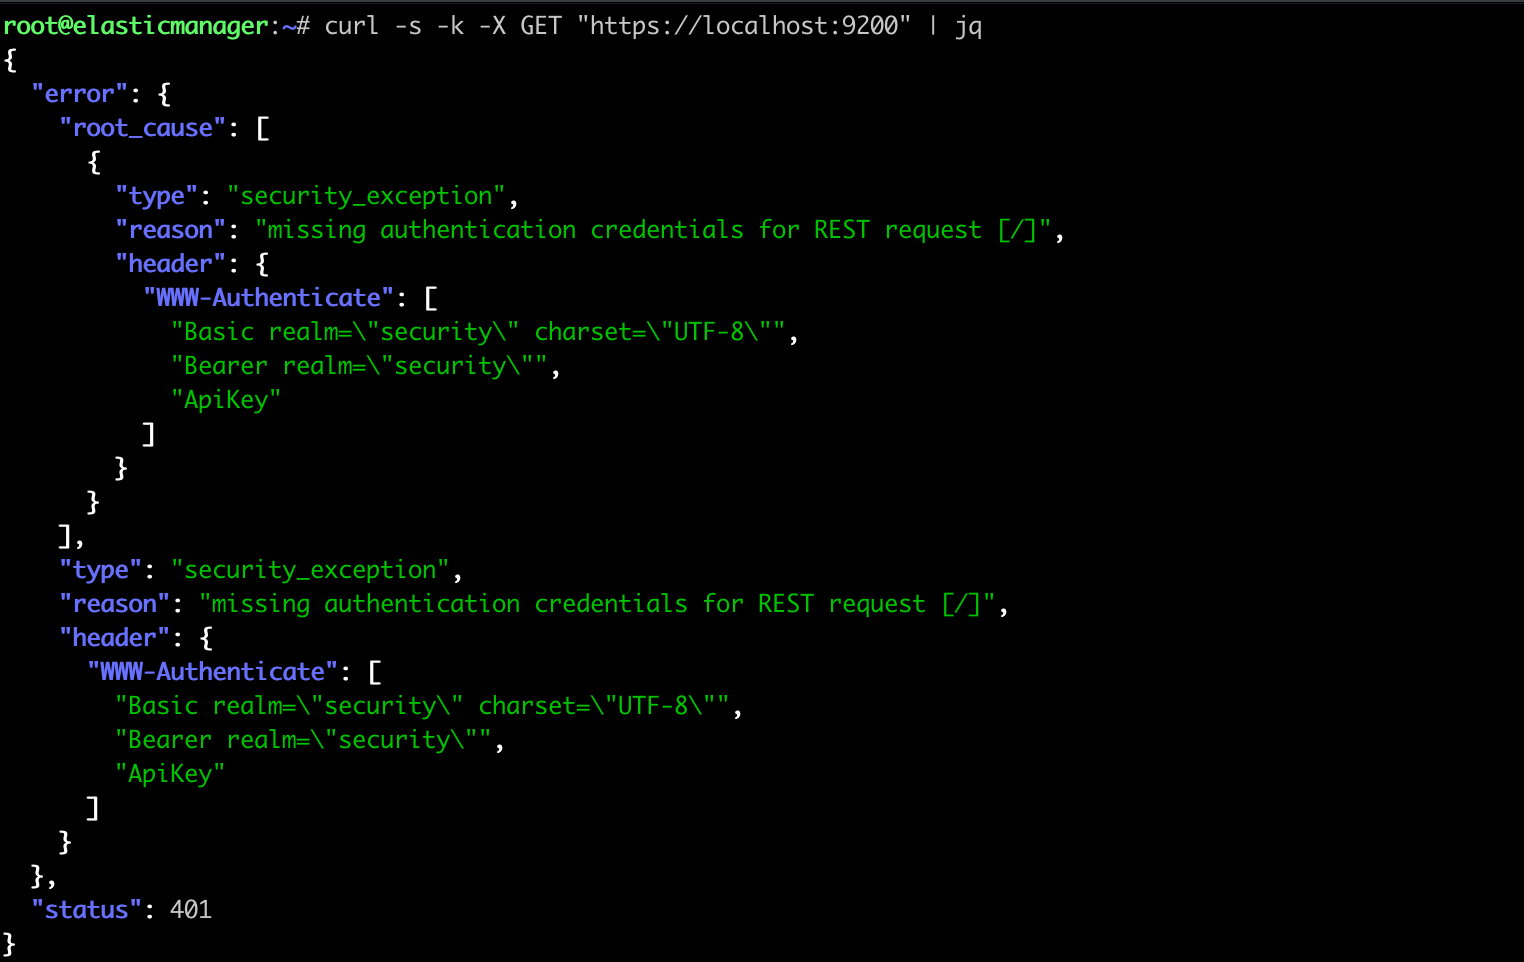 root@elasticmanager:~# curl -s -k -X GET "https://localhost:9200" | jq
{
  "error": {
    "root_cause": [
      {
        "type": "security_exception",
        "reason": "missing authentication credentials for REST request [/]",
        "header": {
          "WWW-Authenticate": [
            "Basic realm=\"security\" charset=\"UTF-8\"",
            "Bearer realm=\"security\"",
            "ApiKey"
          ]
        }
      }
    ],
    "type": "security_exception",
    "reason": "missing authentication credentials for REST request [/]",
    "header": {
      "WWW-Authenticate": [
        "Basic realm=\"security\" charset=\"UTF-8\"",
        "Bearer realm=\"security\"",
        "ApiKey"
      ]
    }
  },
  "status": 401
}